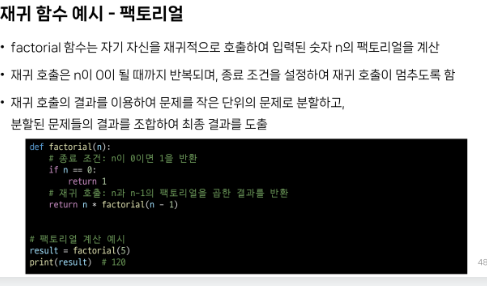 재귀 함수 예시 - 팩토리얼
• factorial 함수는 자기 자신을 재귀적으로 호출하여 입력된 숫자 n의 팩토리얼을 계산
• 재귀 호출은 n이 0이 될 때까지 반복되며, 종료 조건을 설정하여 재귀 호출이 멈추도록 함
• 재귀 호출의 결과를 이용하여 문제를 작은 단위의 문제로 분할하고,
분할된 문제들의 결과를 조합하여 최종 결과를 도출
def factorial(n):
    # 종료 조건: n이 0이면 1을 반환
    if n == 0:
        return 1
    # 재귀 호출: n과 n-1의 팩토리얼을 곱한 결과를 반환
    return n * factorial(n - 1)
# 팩토리얼 계산 예시
result = factorial(5)
print(result)  # 120